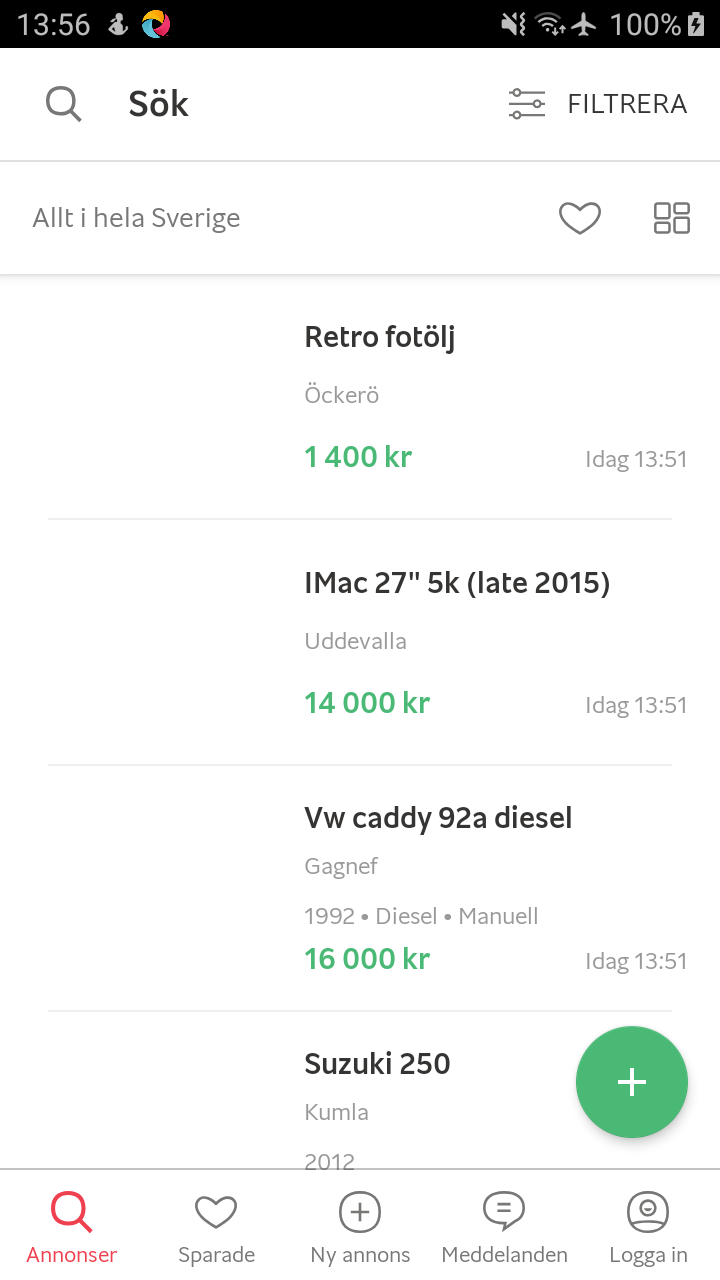 13:56
100%
Sök
FILTRERA
Allt i hela Sverige
Retro fotölj
Öckerö
1 400 kr
Idag 13:51
IMac 27" 5k (late 2015)
Uddevalla
14 000 kr
Idag 13:51
Vw caddy 92a diesel
Gagnef
1992 • Diesel • Manuell
16 000 kr
Idag 13:51
Suzuki 250
Kumla
2012
Annonser
Sparade
Ny annons
Meddelanden
Logga in